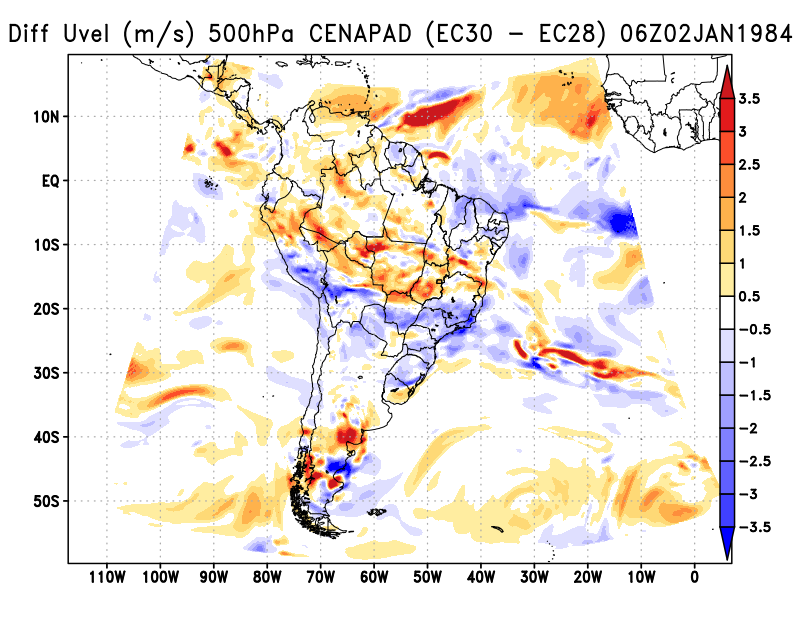 Diff Uvel (m/s) 500hPa CENAPAD (EC30 − EC28) 06Z02JAN1984
10N
EQ
10S
20S
30S
40S
50S
110W 100W 90W 80W 70W 60W 50W 40W 30W 20W 10W 0
3.5
3
2.5
2
1.5
1
0.5
−0.5
−1
−1.5
−2
−2.5
−3
−3.5